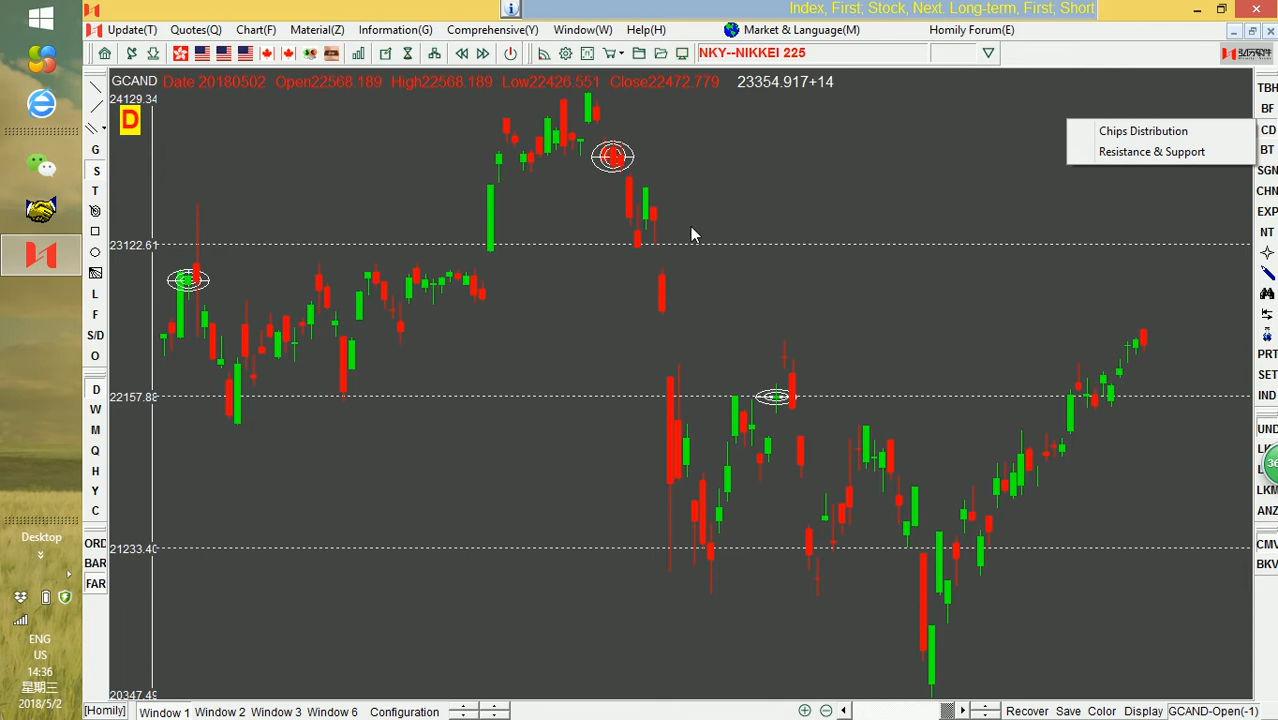 Index, First; Stock, Next. Long-term, First; Short
Update(T) Quotes(Q) Chart(F) Material(Z) Information(G) Comprehensive(V) Window(W) Market & Language(M) Homily Forum(E)
NKY--NIKKEI 225
GCAND Date 20180502 Open22568.189 High22568.189 Close22472.779 23354.917+14
24129.34
D
23122.61
22157.88
21233.40
20347.49
Chips Distribution
Resistance & Support
G
S
T
L
F
S/D
O
D
W
M
Q
H
Y
C
ORD
BAR
FAR
TBH
BF
CD
BT
SGN
CHN
EXP
NT
PRT
SET
IND
UND
LKM
ANZ
CMV
BKV
36
Desktop
ENG
US
14:36
星期三
2018/5/2
[Homily] Window 1 Window 2 Window 3 Window 6 Configuration Recover Save Color Display GCAND-Open(-1)